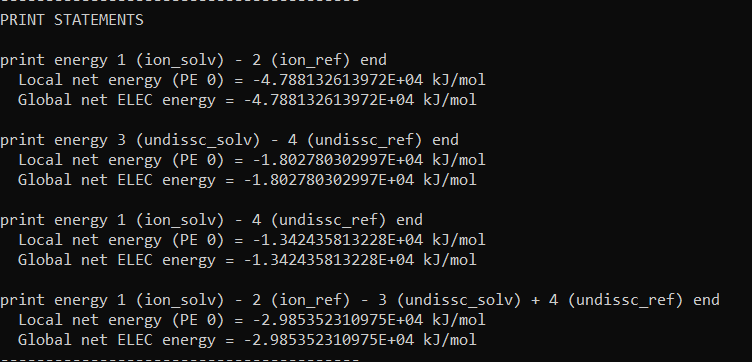 PRINT STATEMENTS
print energy 1 (ion_solv) - 2 (ion_ref) end
Local net energy (PE 0) = -4.788132613972E+04 kJ/mol
Global net ELEC energy = -4.788132613972E+04 kJ/mol
print energy 3 (undissc_solv) - 4 (undissc_ref) end
Local net energy (PE 0) = -1.802780302997E+04 kJ/mol
Global net ELEC energy = -1.802780302997E+04 kJ/mol
print energy 1 (ion_solv) - 4 (undissc_ref) end
Local net energy (PE 0) = -1.342435813228E+04 kJ/mol
Global net ELEC energy = -1.342435813228E+04 kJ/mol
print energy 1 (ion_solv) - 2 (ion_ref) - 3 (undissc_solv) + 4 (undissc_ref) end
Local net energy (PE 0) = -2.985352310975E+04 kJ/mol
Global net ELEC energy = -2.985352310975E+04 kJ/mol